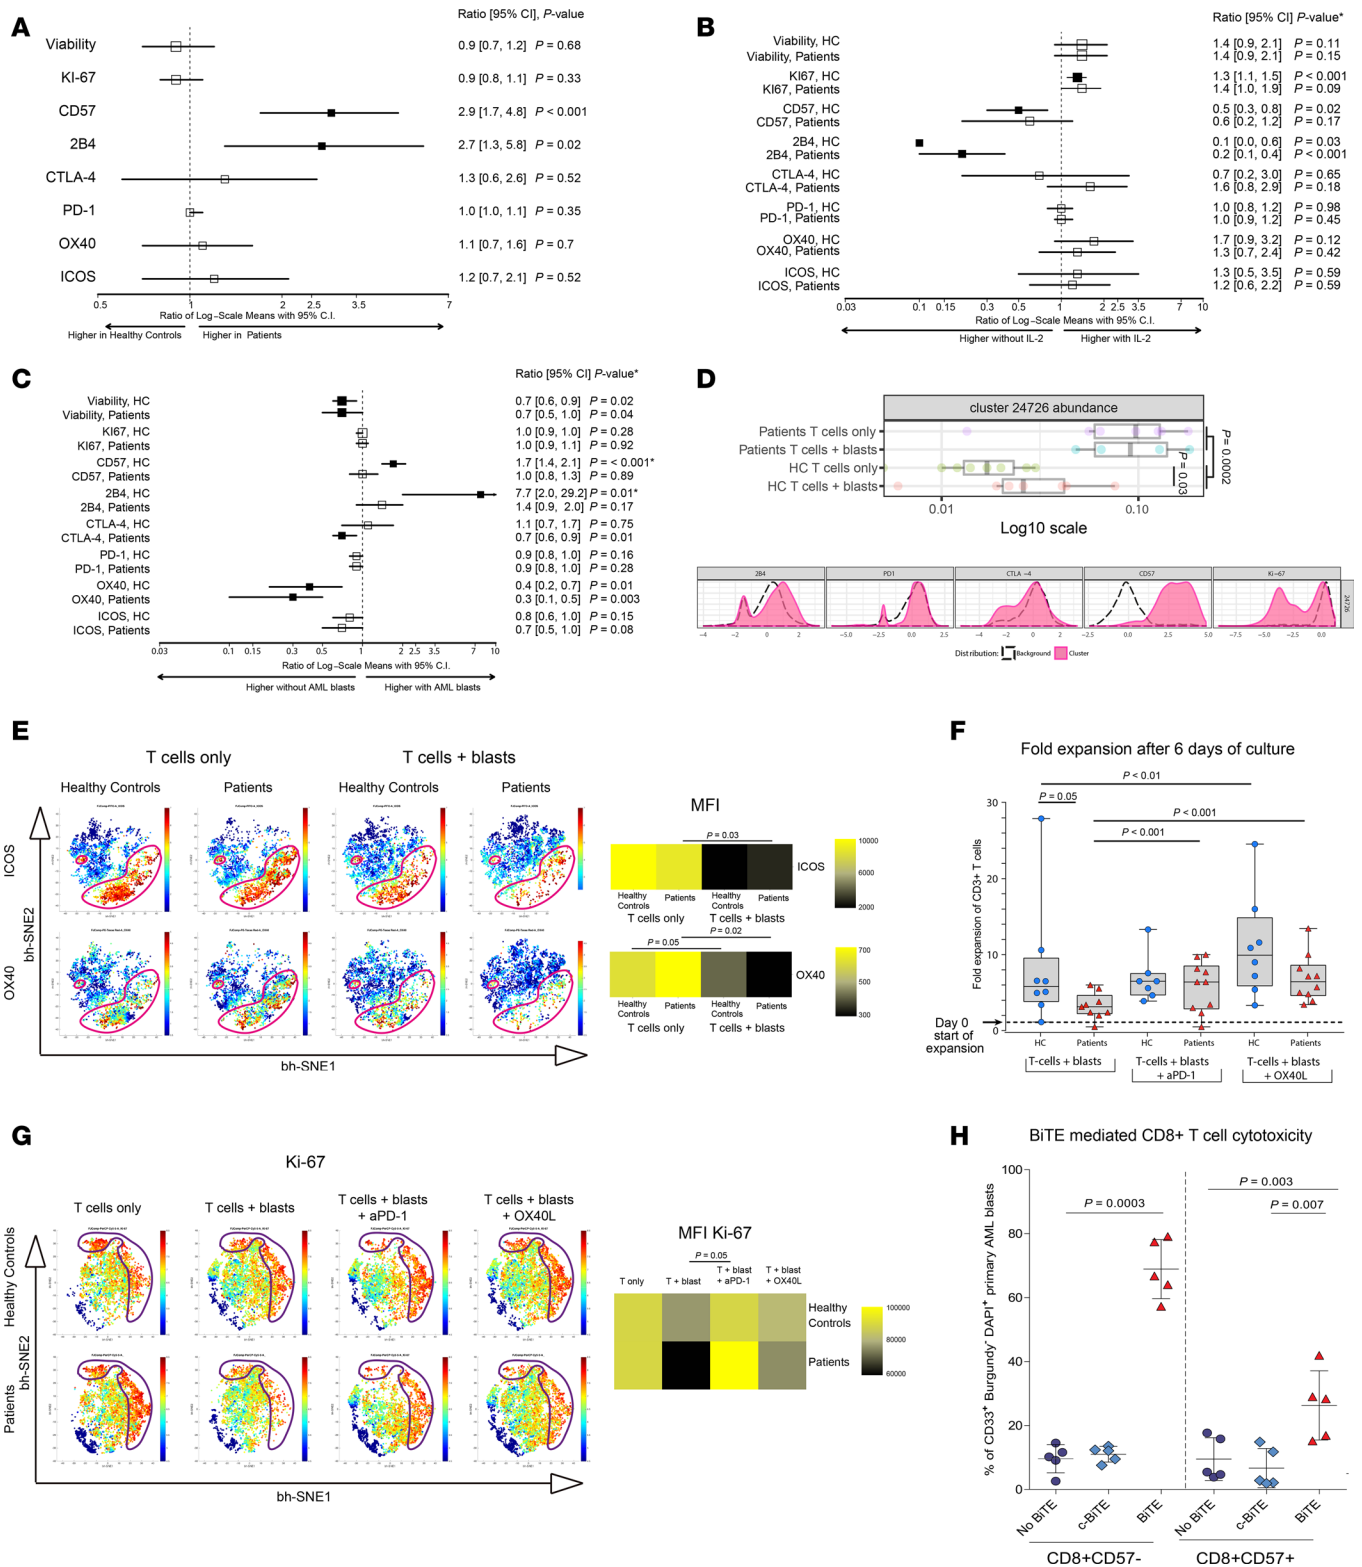 A
Ratio [95% CI], P-value
Viability 0.9 [0.7, 1.2] P = 0.68
KI-67 0.9 [0.8, 1.1] P = 0.33
CD57 2.9 [1.7, 4.8] P < 0.001
2B4 2.7 [1.3, 5.8] P = 0.02
CTLA-4 1.3 [0.6, 2.6] P = 0.52
PD-1 1.0 [1.0, 1.1] P = 0.35
OX40 1.1 [0.7, 1.6] P = 0.7
ICOS 1.2 [0.7, 2.1] P = 0.52
0.5 1 2 2.5 3.5 7
Ratio of Log-Scale Means with 95% C.I.
Higher in Healthy Controls Higher in Patients
B
Ratio [95% CI] P-value*
Viability, HC 1.4 [0.9, 2.1] P = 0.11
Viability, Patients 1.4 [0.9, 2.1] P = 0.15
KI67, HC 1.3 [1.1, 1.5] P < 0.001
KI67, Patients 1.4 [1.0, 1.9] P = 0.09
CD57, HC 0.5 [0.3, 0.8] P = 0.02
CD57, Patients 0.6 [0.2, 1.2] P = 0.17
2B4, HC 0.1 [0.0, 0.6] P = 0.03
2B4, Patients 0.2 [0.1, 0.4] P < 0.001
CTLA-4, HC 0.7 [0.2, 3.0] P = 0.65
CTLA-4, Patients 1.6 [0.8, 2.9] P = 0.18
PD-1, HC 1.0 [0.8, 1.2] P = 0.98
PD-1, Patients 1.0 [0.9, 1.2] P = 0.45
OX40, HC 1.7 [0.9, 3.2] P = 0.12
OX40, Patients 1.3 [0.7, 2.4] P = 0.42
ICOS, HC 1.3 [0.5, 3.5] P = 0.59
ICOS, Patients 1.2 [0.6, 2.2] P = 0.59
0.03 0.1 0.15 0.3 0.5 1 2 2.5 3.5 7 10
Ratio of Log-Scale Means with 95% C.I.
Higher without IL-2 Higher with IL-2
C
Ratio [95% CI] P-value*
Viability, HC 0.7 [0.6, 0.9] P = 0.02
Viability, Patients 0.7 [0.5, 1.0] P = 0.04
KI67, HC 1.0 [0.9, 1.0] P = 0.28
KI67, Patients 1.0 [0.9, 1.1] P = 0.92
CD57, HC 1.7 [1.4, 2.1] P = <0.001*
CD57, Patients 1.0 [0.8, 1.3] P = 0.89
2B4, HC 7.7 [2.0, 29.2] P = 0.01*
2B4, Patients 1.4 [0.9, 2.0] P = 0.17
CTLA-4, HC 1.1 [0.7, 1.7] P = 0.75
CTLA-4, Patients 0.7 [0.6, 0.9] P = 0.01
PD-1, HC 0.9 [0.8, 1.0] P = 0.16
PD-1, Patients 0.9 [0.8, 1.0] P = 0.28
OX40, HC 0.4 [0.2, 0.7] P = 0.01
OX40, Patients 0.3 [0.1, 0.5] P = 0.003
ICOS, HC 0.8 [0.6, 1.0] P = 0.15
ICOS, Patients 0.7 [0.5, 1.0] P = 0.08
0.03 0.1 0.15 0.3 0.5 1 2 2.5 3.5 7 10
Ratio of Log-Scale Means with 95% C.I.
Higher without AML blasts Higher with AML blasts
D
cluster 24726 abundance
Patients T cells only
Patients T cells + blasts
HC T cells only
HC T cells + blasts
P = 0.03
P = 0.0002
0.01 0.10
Log10 scale
2B4 PD1 CTLA -4 CD57 Ki-67
24726
-4 -2 0 2 -5.0 -2.5 0.0 2.5 -4 -2 0 2 -2.5 0.0 2.5 5.0 -7.5 -5.0 -2.5 0.0
Distribution: Background Cluster
E
T cells only T cells + blasts
Healthy Controls Patients Healthy Controls Patients
ICOS
OX40
bh-SNE2
bh-SNE1
MFI
P = 0.03
ICOS
10000
6000
2000
Healthy Controls Patients Healthy Controls Patients
T cells only T cells + blasts
P = 0.02
P = 0.05
OX40
700
500
300
Healthy Controls Patients Healthy Controls Patients
T cells only T cells + blasts
F
Fold expansion after 6 days of culture
P < 0.01
P = 0.05
P < 0.001
P < 0.001
Fold expansion of CD3+ T cells
30
20
10
0
Day 0
start of
expansion
HC Patients HC Patients HC Patients
T-cells + blasts T-cells + blasts + aPD-1 T-cells + blasts + OX40L
G
Ki-67
T cells only T cells + blasts T cells + blasts + aPD-1 T cells + blasts + OX40L
Healthy Controls
Patients
bh-SNE2
bh-SNE1
MFI Ki-67
P = 0.05
T only T + blast T + blast + aPD-1 T + blast + OX40L
Healthy Controls
Patients
100000
80000
60000
H
BiTE mediated CD8+ T cell cytotoxicity
% of CD33+ Burgundy- DAPI+ primary AML blasts
100
80
60
40
20
0
P = 0.0003
P = 0.003
P = 0.007
No BiTE c-BiTE BiTE No BiTE c-BiTE BiTE
CD8+CD57- CD8+CD57+